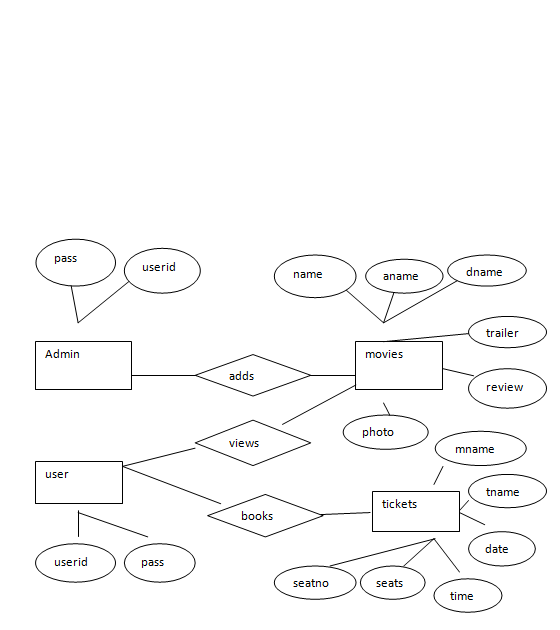 pass
userid
name
aname
dname
trailer
Admin
movies
adds
review
photo
views
mname
user
tickets
tname
books
date
userid
pass
seatno
seats
time